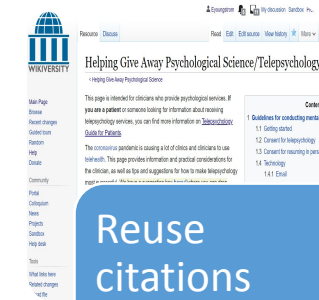 Eyoungstrom My discussion Sandbox
WIKIVERSITY
Resource Discuss Read Edit Edit source View history More
Helping Give Away Psychological Science/Telepsychology
< Helping Give Away Psychological Science
Main Page
Browse
Recent changes
Guided tours
Random
Help
Donate
Community
Portal
Colloquium
News
Projects
Sandbox
Help desk
Tools
What links here
Related changes
This page is intended for clinicians who provide psychological services. If
you are a patient or someone looking for information about receiving
telepsychology services, you can find more information on Telepsychology
Guide for Patients.
The coronavirus pandemic is causing a lot of clinics and clinicians to use
telehealth. This page provides information and practical considerations for
the clinician, as well as tips and suggestions for how to make telepsychology
Conte
1 Guidelines for conducting menta
1.1 Getting started
1.2 Consent for telepsychology
1.3 Consent for resuming in pers
1.4 Technology
1.4.1 Email
Reuse
citations